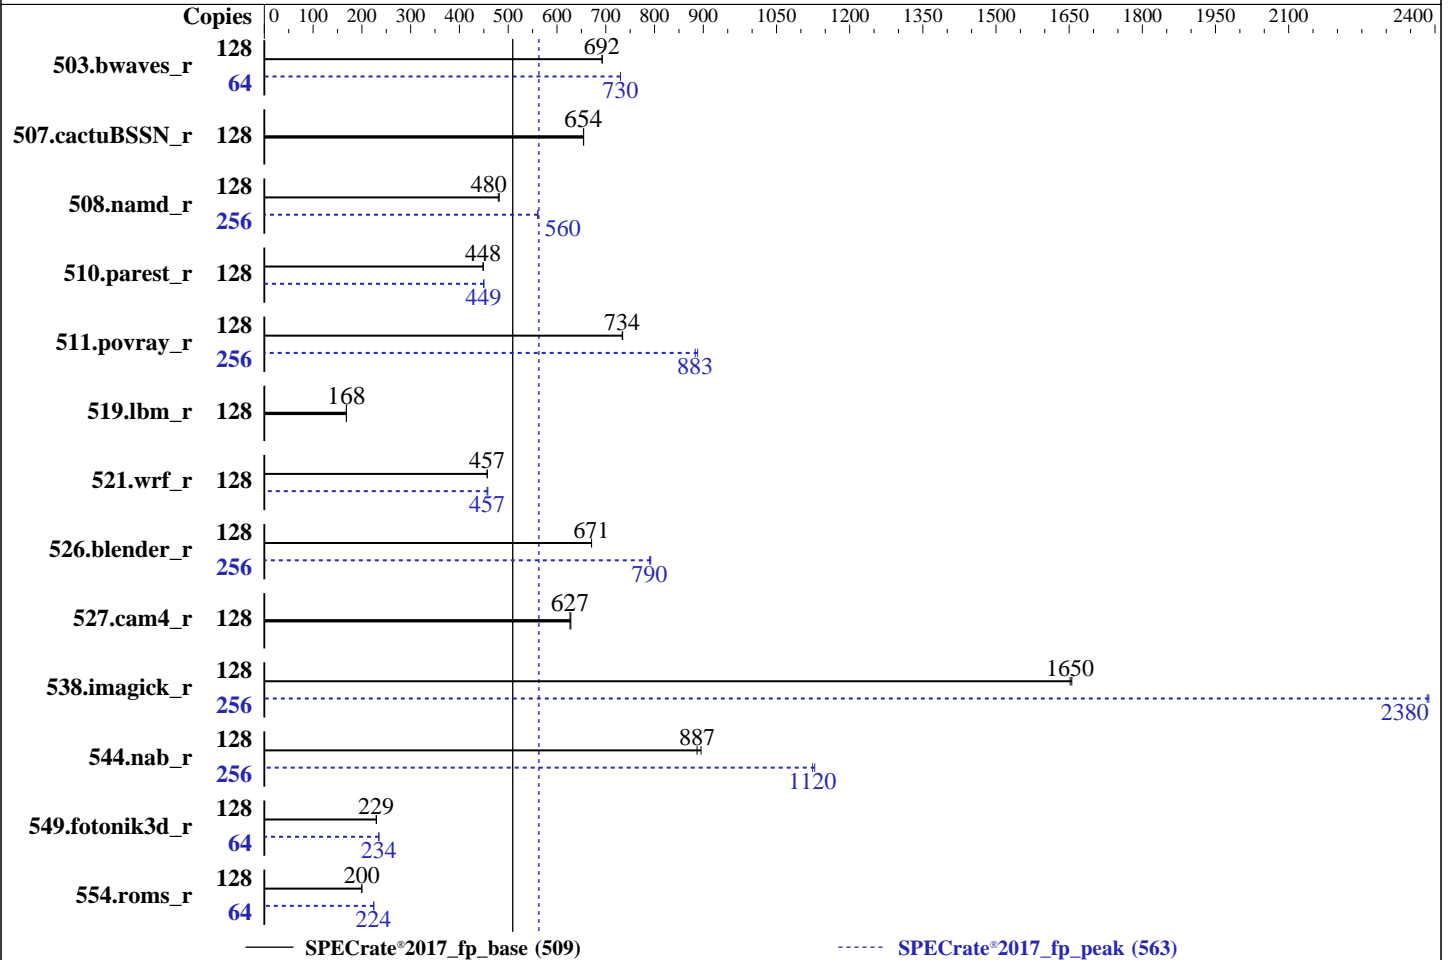 Copies 0 100 200 300 400 500 600 700 800 900 1050 1200 1350 1500 1650 1800 1950 2100 2400
503.bwaves_r 128 692
64 730
507.cactuBSSN_r 128 654
508.namd_r 128 480
256 560
510.parest_r 128 448
449
511.povray_r 128 734
256 883
519.lbm_r 128 168
521.wrf_r 128 457
457
526.blender_r 128 671
256 790
527.cam4_r 128 627
538.imagick_r 128 1650
256 2380
544.nab_r 128 887
256 1120
549.fotonik3d_r 128 229
64 234
554.roms_r 128 200
64 224
SPECrate®2017_fp_base (509) SPECrate®2017_fp_peak (563)